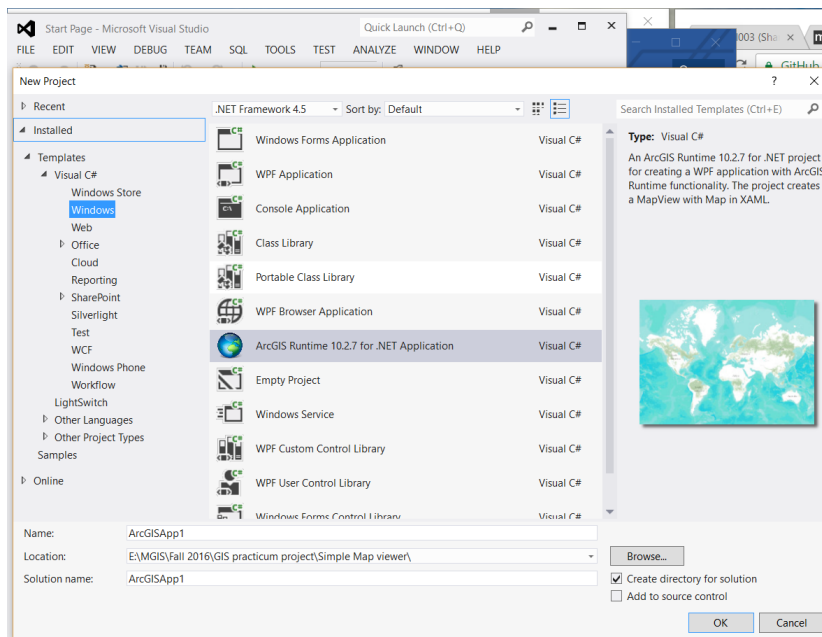 Start Page - Microsoft Visual Studio
Quick Launch (Ctrl+Q)
FILE EDIT VIEW DEBUG TEAM SQL TOOLS TEST ANALYZE WINDOW HELP
GitHub
New Project
? 
Recent
.NET Framework 4.5
Sort by: Default
Search Installed Templates (Ctrl+E)
Installed
Templates
Visual C#
Windows Store
Windows
Web
Office
Cloud
Reporting
SharePoint
Silverlight
Test
WCF
Windows Phone
Workflow
LightSwitch
Other Languages
Other Project Types
Samples
Online
Windows Forms Application Visual C#
WPF Application Visual C#
Console Application Visual C#
Class Library Visual C#
Portable Class Library Visual C#
WPF Browser Application Visual C#
ArcGIS Runtime 10.2.7 for .NET Application Visual C#
Empty Project Visual C#
Windows Service Visual C#
WPF Custom Control Library Visual C#
WPF User Control Library Visual C#
Windows Forms Control Library Visual C#
Type: Visual C#
An ArcGIS Runtime 10.2.7 for .NET project
for creating a WPF application with ArcGIS
Runtime functionality. The project creates
a MapView with Map in XAML.
Name: ArcGISApp1
Location: E:\MGIS\Fall 2016\GIS practicum project\Simple Map viewer\
Browse...
Solution name: ArcGISApp1
Create directory for solution
Add to source control
OK
Cancel